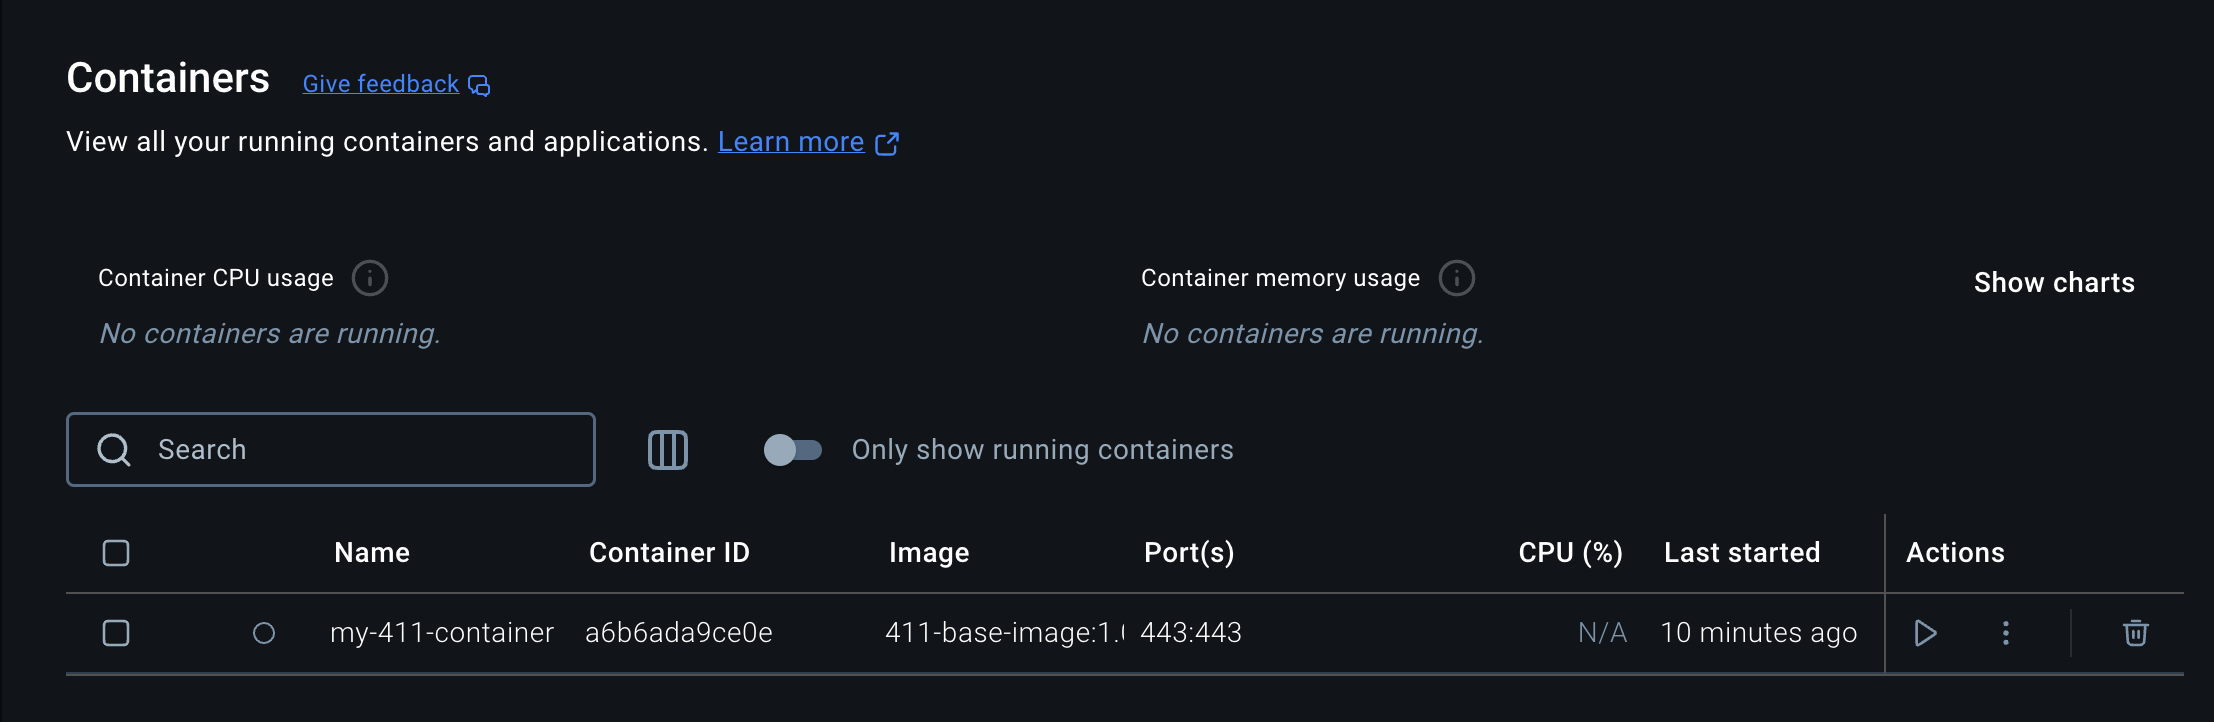 Containers Give feedback
View all your running containers and applications. Learn more
Container CPU usage Container memory usage Show charts
No containers are running. No containers are running.
Search Only show running containers
Name Container ID Image Port(s) CPU (%) Last started Actions
my-411-container a6b6ada9ce0e 411-base-image:1. 443:443 N/A 10 minutes ago